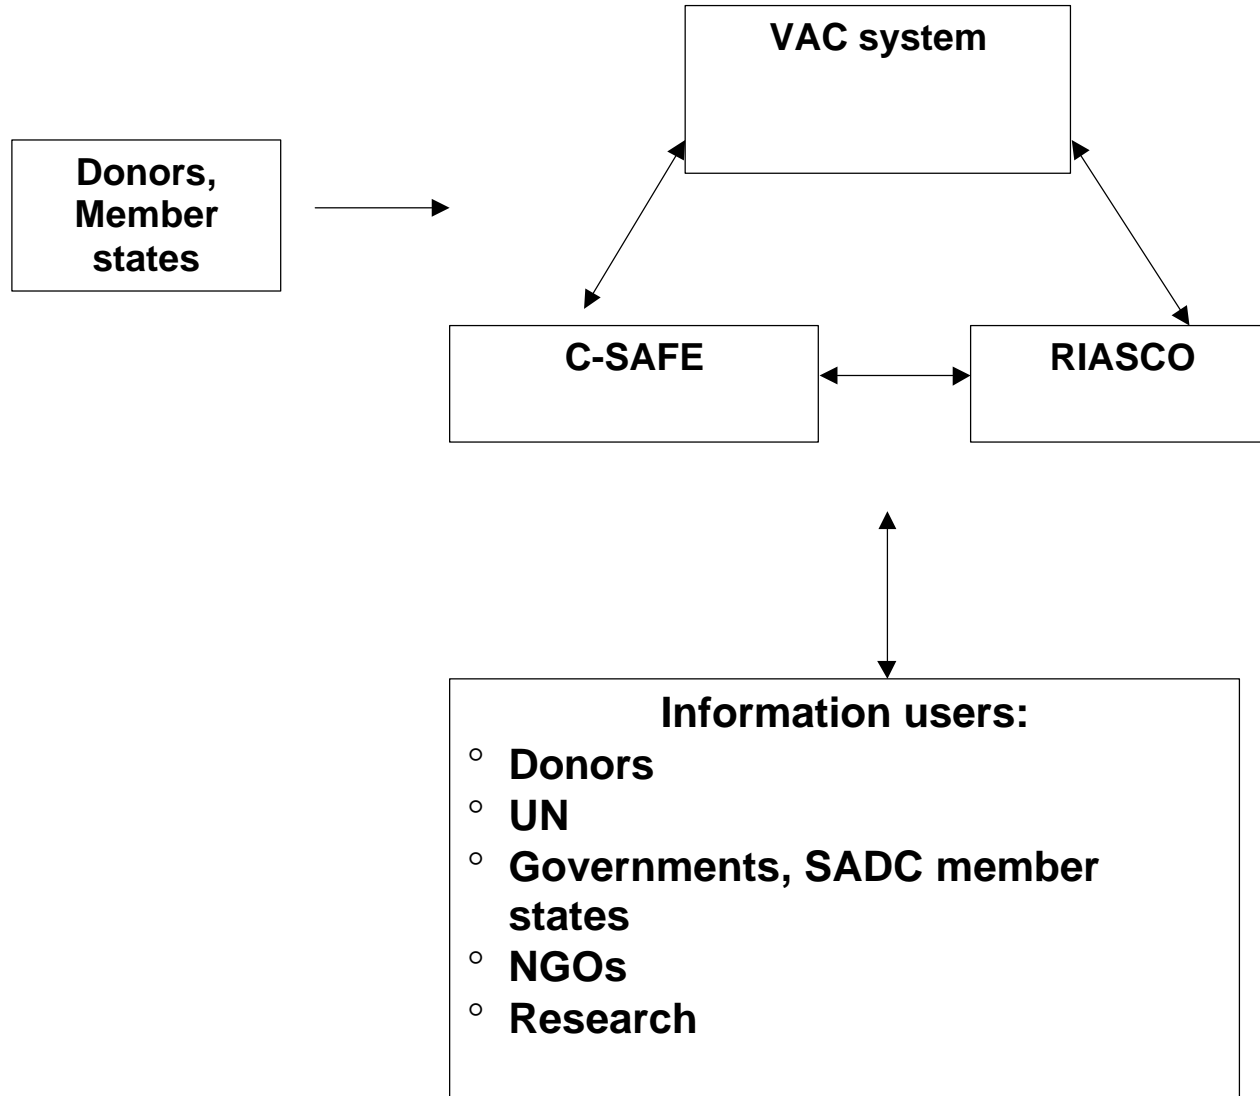 VAC system
Donors,
Member
states
C-SAFE
RIASCO
Information users:
° Donors
° UN
° Governments, SADC member
states
° NGOs
° Research